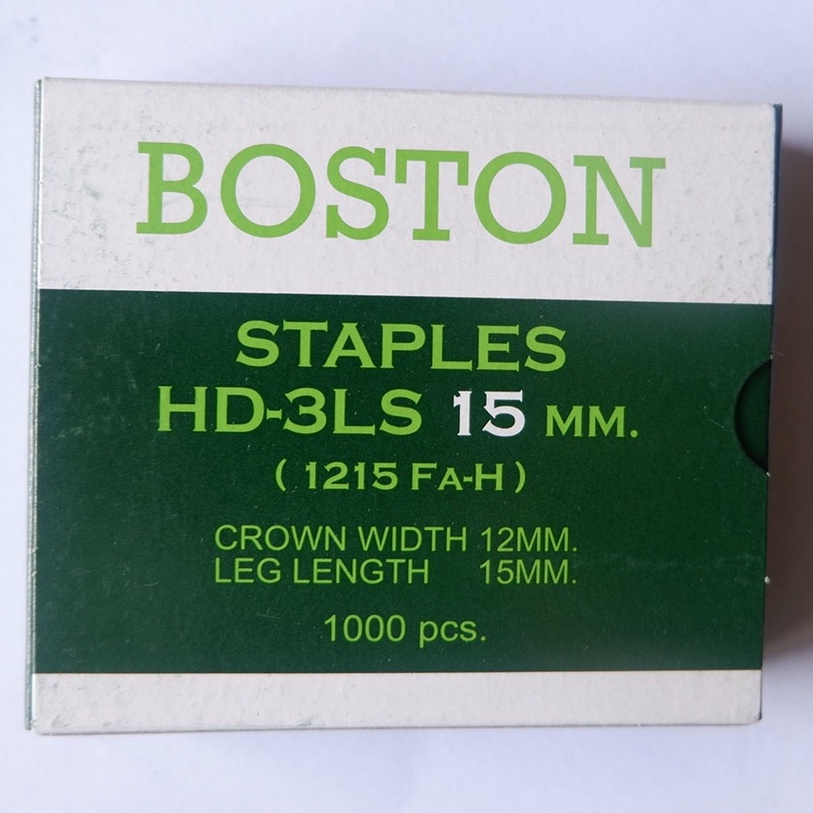 BOSTON
STAPLES
HD-3LS 15 MM.
( 1215 FA-H )
CROWN WIDTH 12MM.
LEG LENGTH 15MM.
1000 pcs.